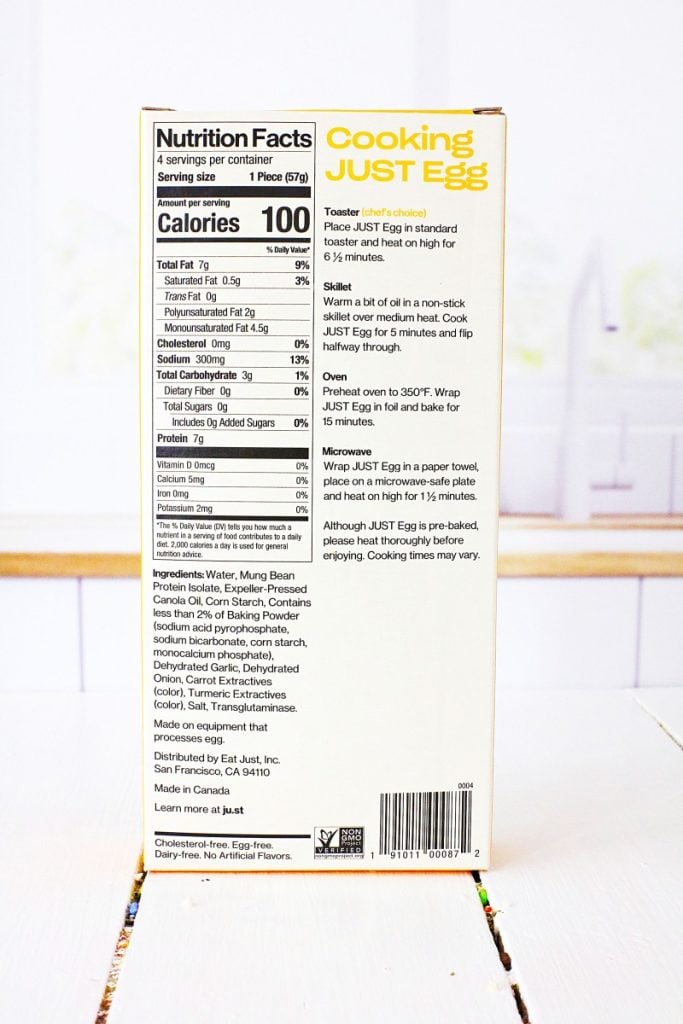 Nutrition Facts
4 servings per container
Serving size 1 Piece (57g)
Amount per serving
Calories 100
% Daily Value*
Total Fat 7g 9%
Saturated Fat 0.5g 3%
Trans Fat 0g
Polyunsaturated Fat 2g
Monounsaturated Fat 4.5g
Cholesterol 0mg 0%
Sodium 300mg 13%
Total Carbohydrate 3g 1%
Dietary Fiber 0g 0%
Total Sugars 0g
Includes 0g Added Sugars 0%
Protein 7g
Vitamin D 0mcg 0%
Calcium 5mg 0%
Iron 0mg 0%
Potassium 2mg 0%
*The % Daily Value (DV) tells you how much a
nutrient in a serving of food contributes to a daily
diet. 2,000 calories a day is used for general
nutrition advice.
Ingredients: Water, Mung Bean
Protein Isolate, Expeller-Pressed
Canola Oil, Corn Starch, Contains
less than 2% of Baking Powder
(sodium acid pyrophosphate,
sodium bicarbonate, corn starch,
monocalcium phosphate),
Dehydrated Garlic, Dehydrated
Onion, Carrot Extractives
(color), Turmeric Extractives
(color), Salt, Transglutaminase.
Made on equipment that
processes egg.
Distributed by Eat Just, Inc.
San Francisco, CA 94110
Made in Canada
Learn more at ju.st
Cholesterol-free. Egg-free.
Dairy-free. No Artificial Flavors.
Cooking
JUST Egg
Toaster (chef's choice)
Place JUST Egg in standard
toaster and heat on high for
6 ½ minutes.
Skillet
Warm a bit of oil in a non-stick
skillet over medium heat. Cook
JUST Egg for 5 minutes and flip
halfway through.
Oven
Preheat oven to 350°F. Wrap
JUST Egg in foil and bake for
15 minutes.
Microwave
Wrap JUST Egg in a paper towel,
place on a microwave-safe plate
and heat on high for 1 ½ minutes.
Although JUST Egg is pre-baked,
please heat thoroughly before
enjoying. Cooking times may vary.
NON
GMO
Project
VERIFIED
nongmoproject.org
0004
1 91011 00087 2